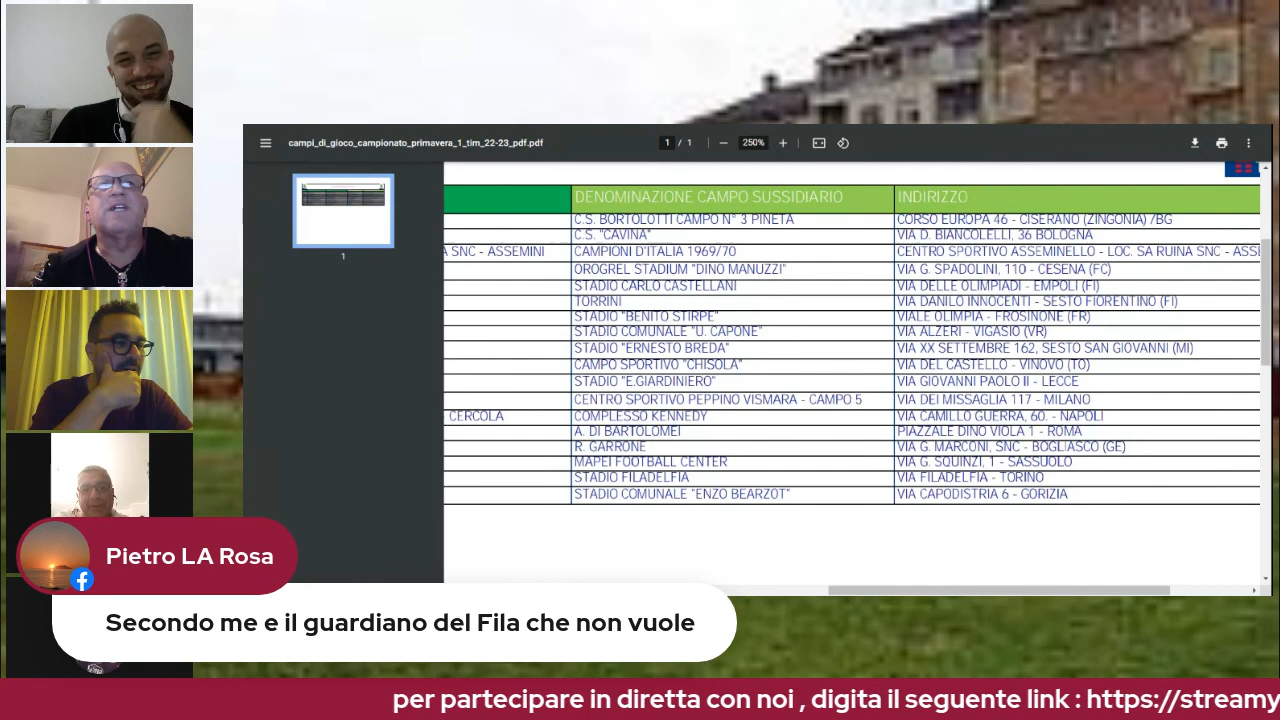 campi_di_gioco_campionato_primavera_1_tim_22-23_pdf.pdf
1 / 1
250%
1
DENOMINAZIONE CAMPO SUSSIDIARIO INDIRIZZO
C.S. BORTOLOTTI CAMPO N° 3 PINETA CORSO EUROPA 46 - CISERANO (ZINGONIA) /BG
C.S. "CAVINA" VIA D. BIANCOLELLI, 36 BOLOGNA
A SNC - ASSEMINI CAMPIONI D'ITALIA 1969/70 CENTRO SPORTIVO ASSEMINELLO - LOC. SA RUINA SNC - ASSE
OROGREL STADIUM "DINO MANUZZI" VIA G. SPADOLINI, 110 - CESENA (FC)
STADIO CARLO CASTELLANI VIA DELLE OLIMPIADI - EMPOLI (FI)
TORRINI VIA DANILO INNOCENTI - SESTO FIORENTINO (FI)
STADIO "BENITO STIRPE" VIALE OLIMPIA - FROSINONE (FR)
STADIO COMUNALE "U. CAPONE" VIA ALZERI - VIGASIO (VR)
STADIO "ERNESTO BREDA" VIA XX SETTEMBRE 162, SESTO SAN GIOVANNI (MI)
CAMPO SPORTIVO "CHISOLA" VIA DEL CASTELLO - VINOVO (TO)
STADIO "E.GIARDINIERO" VIA GIOVANNI PAOLO II - LECCE
CENTRO SPORTIVO PEPPINO VISMARA - CAMPO 5 VIA DEI MISSAGLIA 117 - MILANO
CERCOLA COMPLESSO KENNEDY VIA CAMILLO GUERRA, 60. - NAPOLI
A. DI BARTOLOMEI PIAZZALE DINO VIOLA 1 - ROMA
R. GARRONE VIA G. MARCONI, SNC - BOGLIASCO (GE)
MAPEI FOOTBALL CENTER VIA G. SQUINZI, 1 - SASSUOLO
STADIO FILADELFIA VIA FILADELFIA - TORINO
STADIO COMUNALE "ENZO BEARZOT" VIA CAPODISTRIA 6 - GORIZIA
Pietro LA Rosa
Secondo me e il guardiano del Fila che non vuole
per partecipare in diretta con noi , digita il seguente link : https://streamy